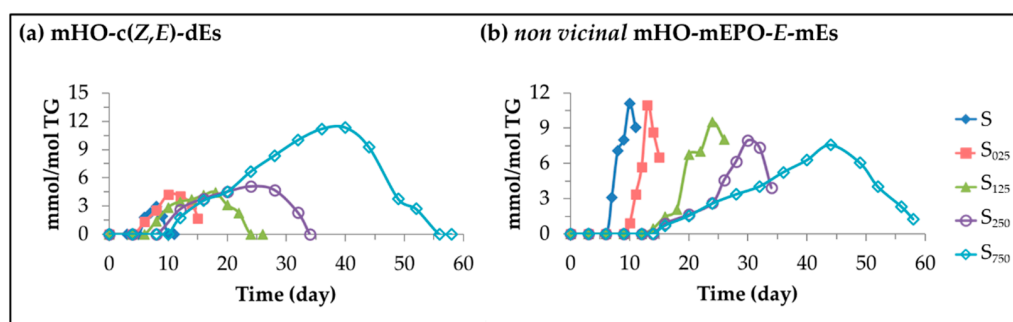 (a) mHO-c(Z,E)-dEs
(b) non vicinal mHO-mEPO-E-mEs
mmol/mol TG
15
12
9
6
3
0
0 10 20 30 40 50 60
Time (day)
mmol/mol TG
12
9
6
3
0
0 10 20 30 40 50 60
Time (day)
S
S025
S125
S250
S750